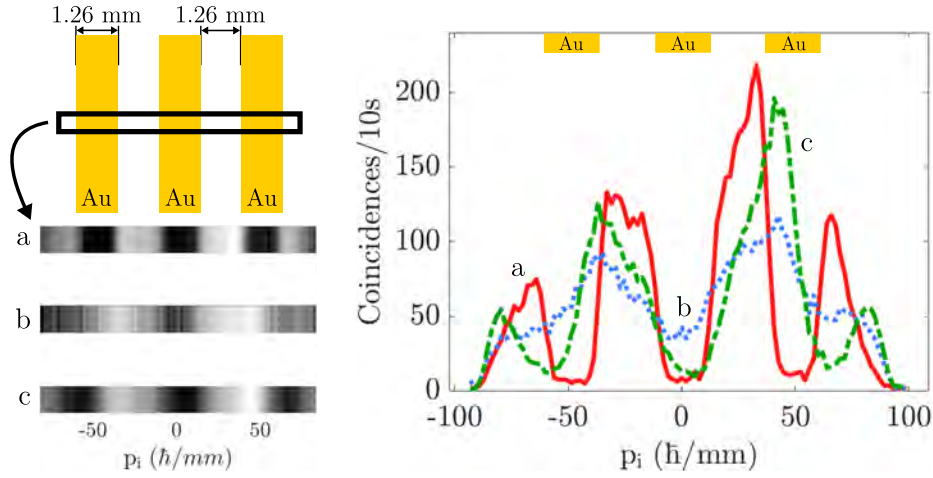 1.26 mm 1.26 mm
Au Au Au
a
b
c
-50 0 50
pᵢ (ħ/mm)
Au Au Au
Coincidences/10s
200
150
100
50
0
a
b
c
-100 -50 0 50 100
pᵢ (ħ/mm)